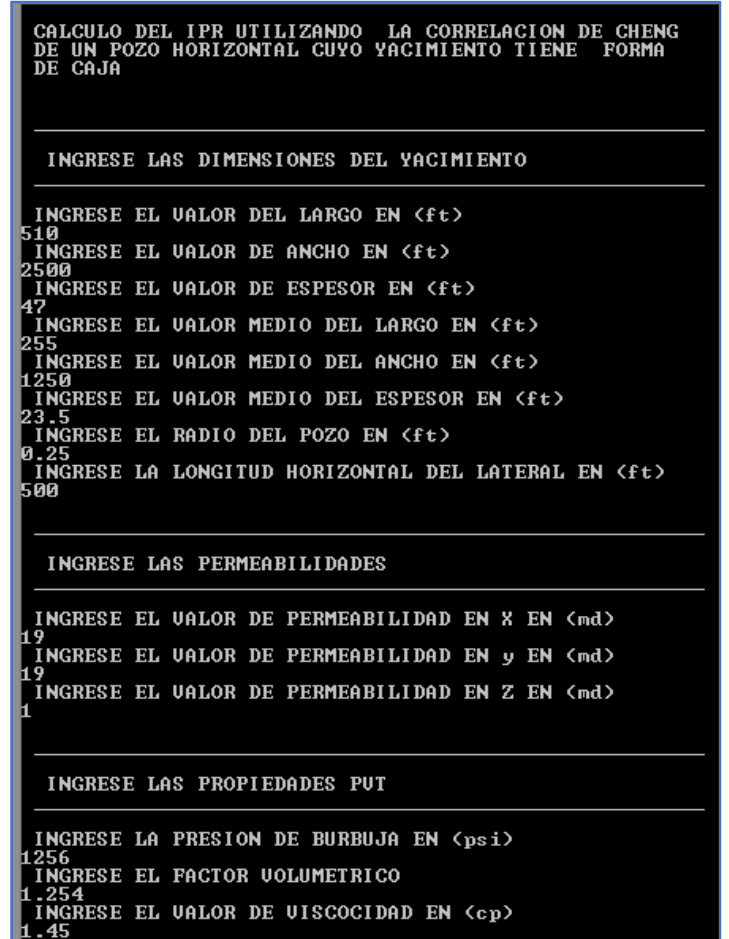 CALCULO DEL IPR UTILIZANDO LA CORRELACION DE CHENG
DE UN POZO HORIZONTAL CUYO YACIMIENTO TIENE FORMA
DE CAJA
INGRESE LAS DIMENSIONES DEL YACIMIENTO
INGRESE EL VALOR DEL LARGO EN (ft)
510
INGRESE EL VALOR DE ANCHO EN (ft)
2500
INGRESE EL VALOR DE ESPESOR EN (ft)
47
INGRESE EL VALOR MEDIO DEL LARGO EN (ft)
255
INGRESE EL VALOR MEDIO DEL ANCHO EN (ft)
1250
INGRESE EL VALOR MEDIO DEL ESPESOR EN (ft)
23.5
INGRESE EL RADIO DEL POZO EN (ft)
0.25
INGRESE LA LONGITUD HORIZONTAL DEL LATERAL EN (ft)
500
INGRESE LAS PERMEABILIDADES
INGRESE EL VALOR DE PERMEABILIDAD EN X EN (md)
19
INGRESE EL VALOR DE PERMEABILIDAD EN y EN (md)
19
INGRESE EL VALOR DE PERMEABILIDAD EN Z EN (md)
1
INGRESE LAS PROPIEDADES PVT
INGRESE LA PRESION DE BURBUJA EN (psi)
1256
INGRESE EL FACTOR VOLUMETRICO
1.254
INGRESE EL VALOR DE VISCOCIDAD EN (cp)
1.45